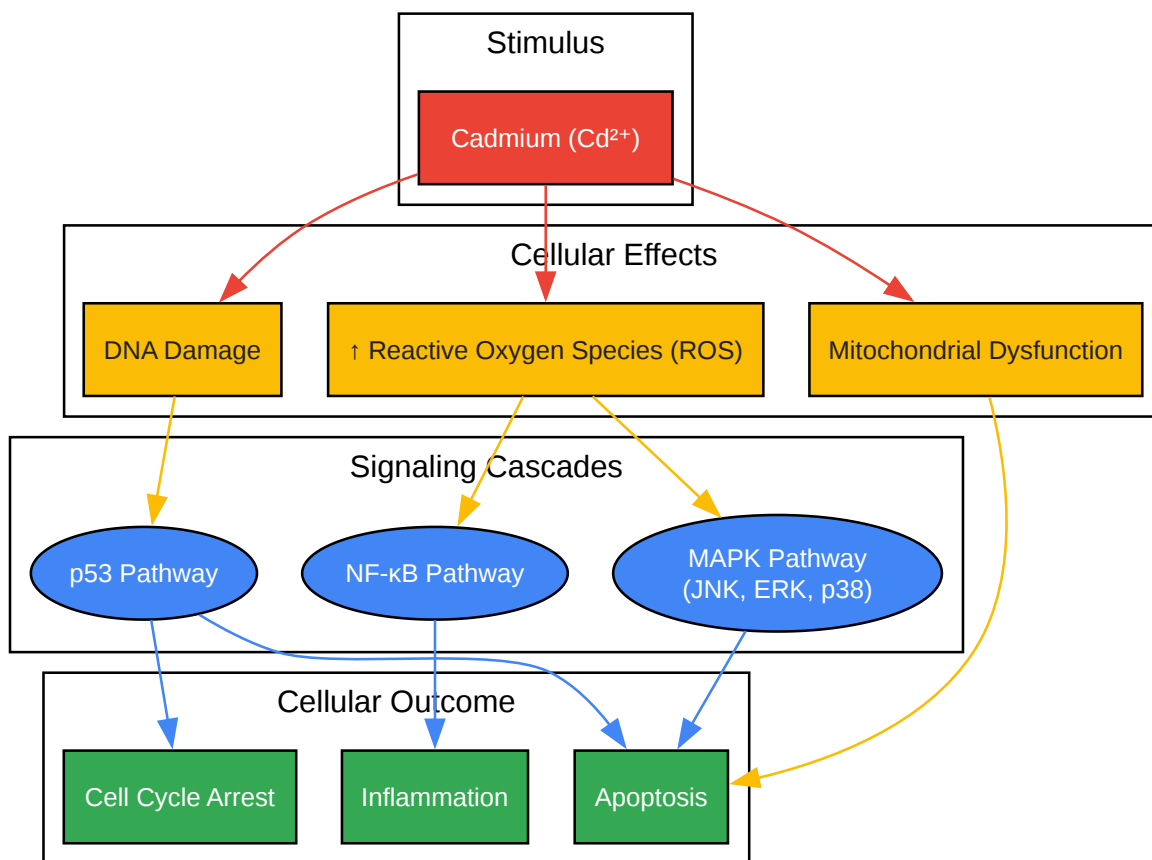 Stimulus
Cadmium (Cd²⁺)
Cellular Effects
DNA Damage
↑ Reactive Oxygen Species (ROS)
Mitochondrial Dysfunction
Signaling Cascades
p53 Pathway
NF-κB Pathway
MAPK Pathway
(JNK, ERK, p38)
Cellular Outcome
Cell Cycle Arrest
Inflammation
Apoptosis